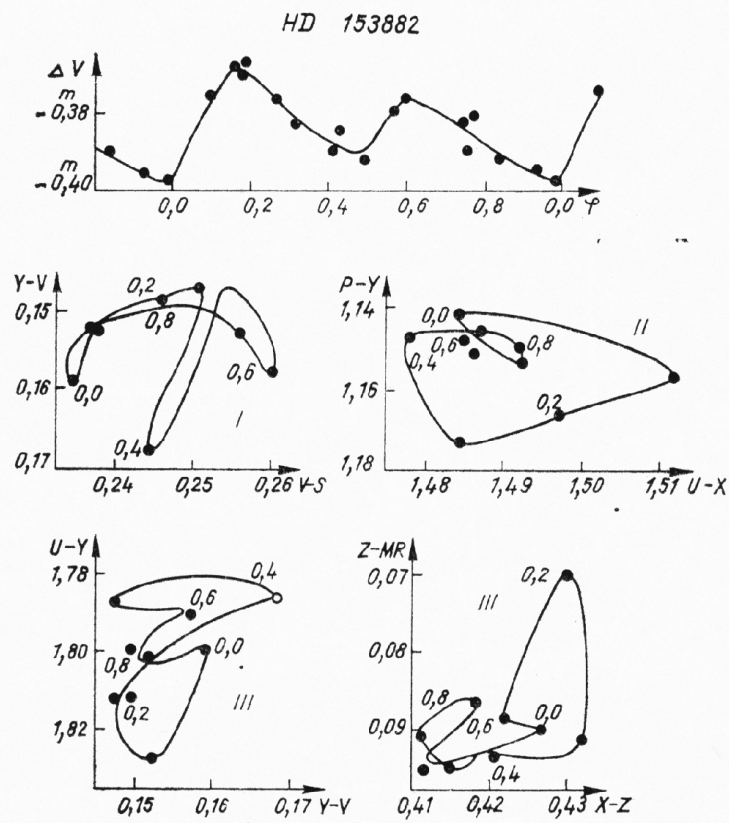 HD 153882
ΔV
m
-0,38
m
-0,40
0,0 0,2 0,4 0,6 0,8 0,0 φ
Y-V
0,15
0,16
0,17
0,2
0,8
0,0
0,6
0,4
I
0,24 0,25 0,26 V-S
P-Y
1,74
1,76
1,78
0,0
0,6
0,4
0,8
0,2
II
1,48 1,49 1,50 1,51 U-X
U-Y
1,78
1,80
1,82
0,4
0,6
0,8
0,0
0,2
III
0,15 0,16 0,17 Y-V
Z-MR
0,07
0,08
0,09
0,2
III
0,8
0,6
0,0
0,4
0,41 0,42 0,43 X-Z